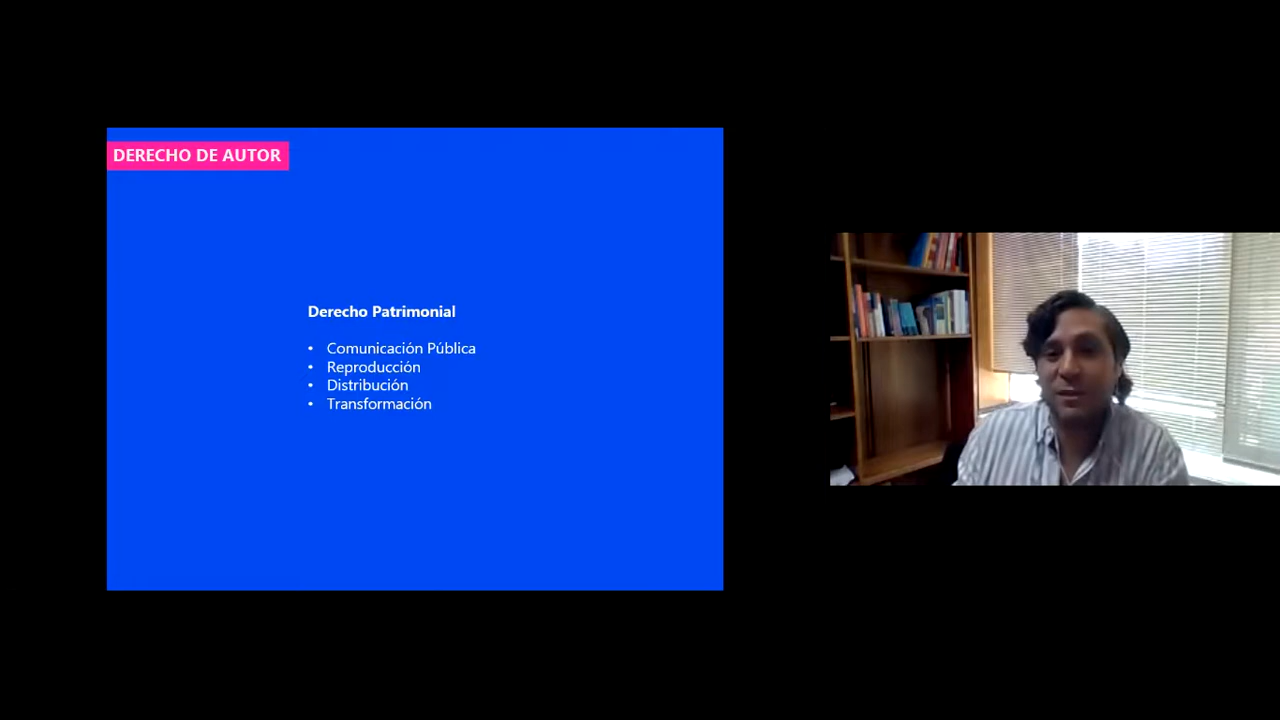 DERECHO DE AUTOR
Derecho Patrimonial
• Comunicación Pública
• Reproducción
• Distribución
• Transformación